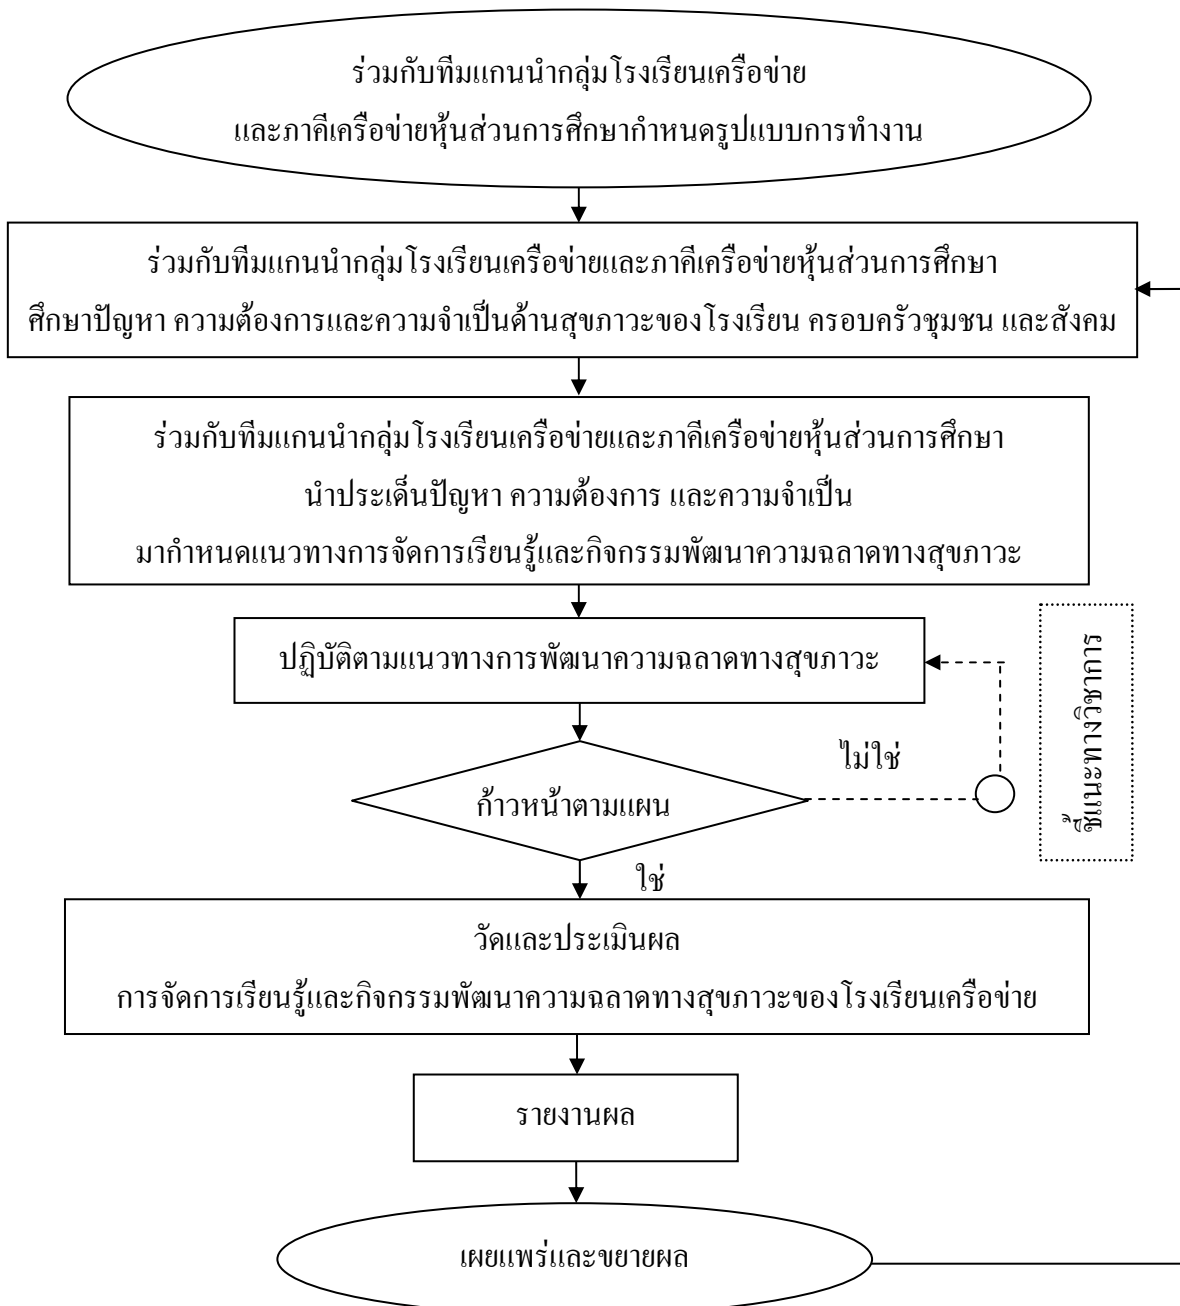 ร่วมกับทีมแกนนำกลุ่มโรงเรียนเครือข่าย
และภาคีเครือข่ายหุ้นส่วนการศึกษากำหนดรูปแบบการทำงาน
ร่วมกับทีมแกนนำกลุ่มโรงเรียนเครือข่ายและภาคีเครือข่ายหุ้นส่วนการศึกษา
ศึกษาปัญหา ความต้องการและความจำเป็นด้านสุขภาวะของโรงเรียน ครอบครัวชุมชน และสังคม
ร่วมกับทีมแกนนำกลุ่มโรงเรียนเครือข่ายและภาคีเครือข่ายหุ้นส่วนการศึกษา
นำประเด็นปัญหา ความต้องการ และความจำเป็น
มากำหนดแนวทางการจัดการเรียนรู้และกิจกรรมพัฒนาความฉลาดทางสุขภาวะ
ปฏิบัติตามแนวทางการพัฒนาความฉลาดทางสุขภาวะ
ชี้แนะทางวิชาการ
ไม่ใช่
ก้าวหน้าตามแผน
ใช่
วัดและประเมินผล
การจัดการเรียนรู้และกิจกรรมพัฒนาความฉลาดทางสุขภาวะของโรงเรียนเครือข่าย
รายงานผล
เผยแพร่และขยายผล